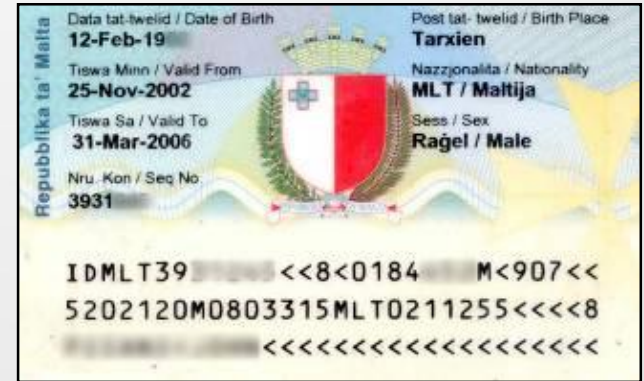 Repubblika ta' Malta
Data tat-twelid / Date of Birth
12-Feb-19
Post tat- twelid / Birth Place
Tarxien
Tiswa Minn / Valid From
25-Nov-2002
Nazzjonalita / Nationality
MLT / Maltija
Tiswa Sa / Valid To
31-Mar-2006
Sess / Sex
Raġel / Male
Nru. Kon / Seq No
3931
IDMLT39 <<8<0184 M<907<<
5202120M0803315MLT0211255<<<<8
<<<<<<<<<<<<<<<<<<<